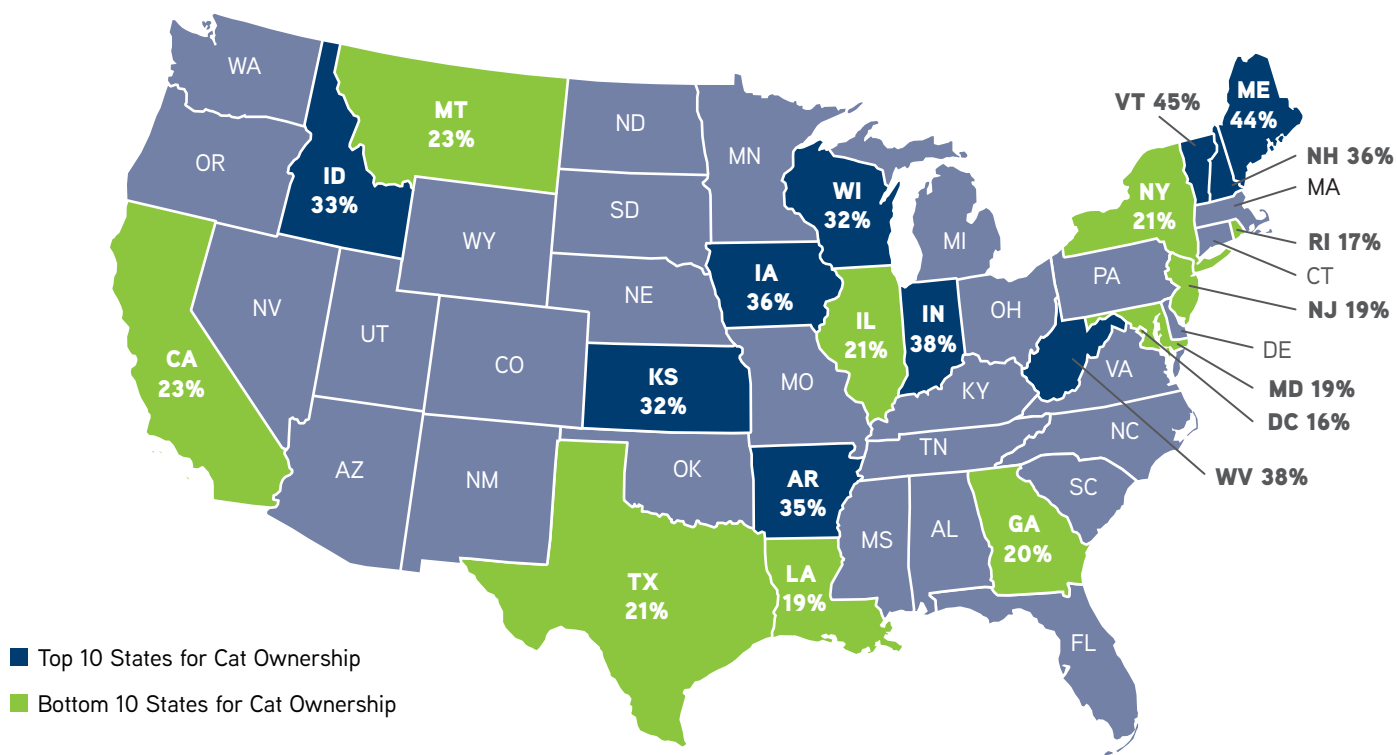 WA
OR
CA
23%
NV
ID
33%
MT
23%
WY
UT
AZ
CO
NM
ND
SD
NE
KS
32%
OK
TX
21%
MN
IA
36%
MO
AR
35%
LA
19%
WI
32%
IL
21%
MI
IN
38%
OH
KY
TN
MS
AL
GA
20%
FL
SC
NC
VA
PA
NY
21%
VT 45%
ME
44%
NH 36%
MA
RI 17%
CT
NJ 19%
DE
MD 19%
DC 16%
WV 38%
Top 10 States for Cat Ownership
Bottom 10 States for Cat Ownership